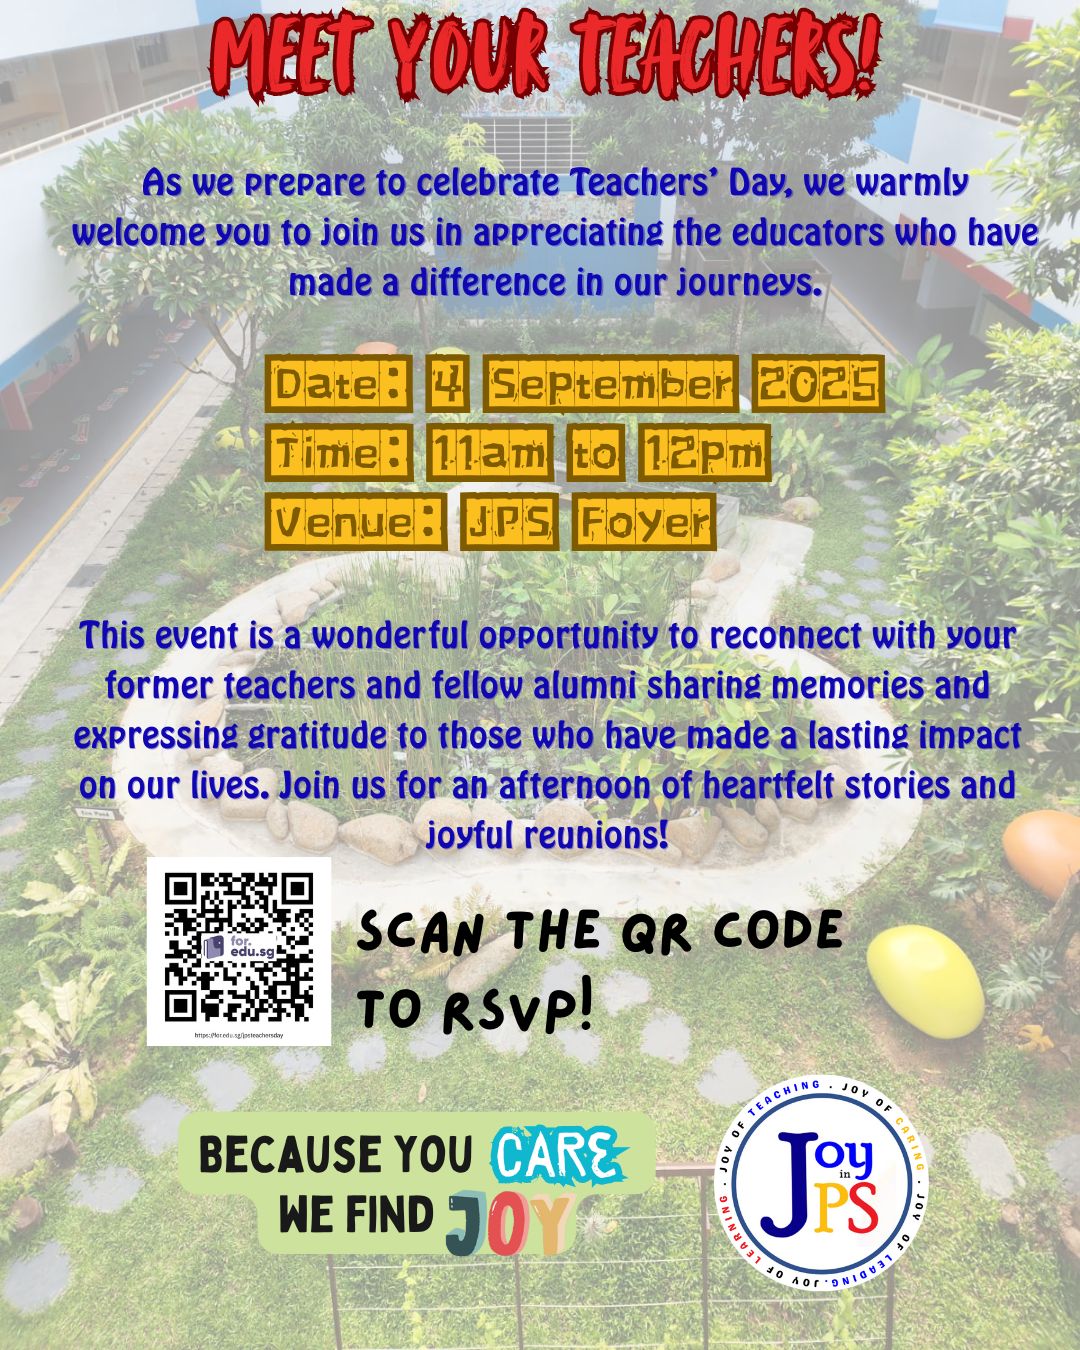 MEET YOUR TEACHERS!
As we prepare to celebrate Teachers' Day, we warmly
welcome you to join us in appreciating the educators who have
made a difference in our journeys.
Date: 4 September 2025
Time: 11am to 12pm
Venue: JPS Foyer
This event is a wonderful opportunity to reconnect with your
former teachers and fellow alumni sharing memories and
expressing gratitude to those who have made a lasting impact
on our lives. Join us for an afternoon of heartfelt stories and
joyful reunions!
for.
edu.sg
https://for.edu.sg/jpsteachersday
SCAN THE QR CODE
TO RSVP!
BECAUSE YOU CARE
WE FIND JOY
JOY OF LEARNING . JOY OF TEACHING . JOY OF CARING . JOY OF LEADING.
Joy
in
JPS